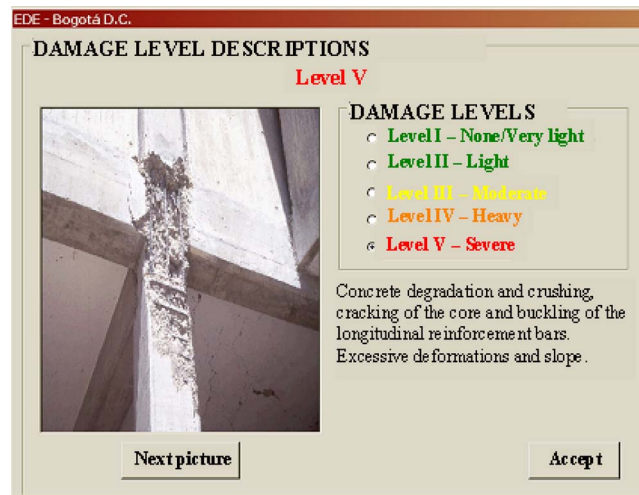 EDE - Bogotá D.C.
DAMAGE LEVEL DESCRIPTIONS
Level V
DAMAGE LEVELS
Level I – None/Very light
Level II – Light
Level III – Moderate
Level IV – Heavy
Level V – Severe
Concrete degradation and crushing,
cracking of the core and buckling of the
longitudinal reinforcement bars.
Excessive deformations and slope.
Next picture
Accept